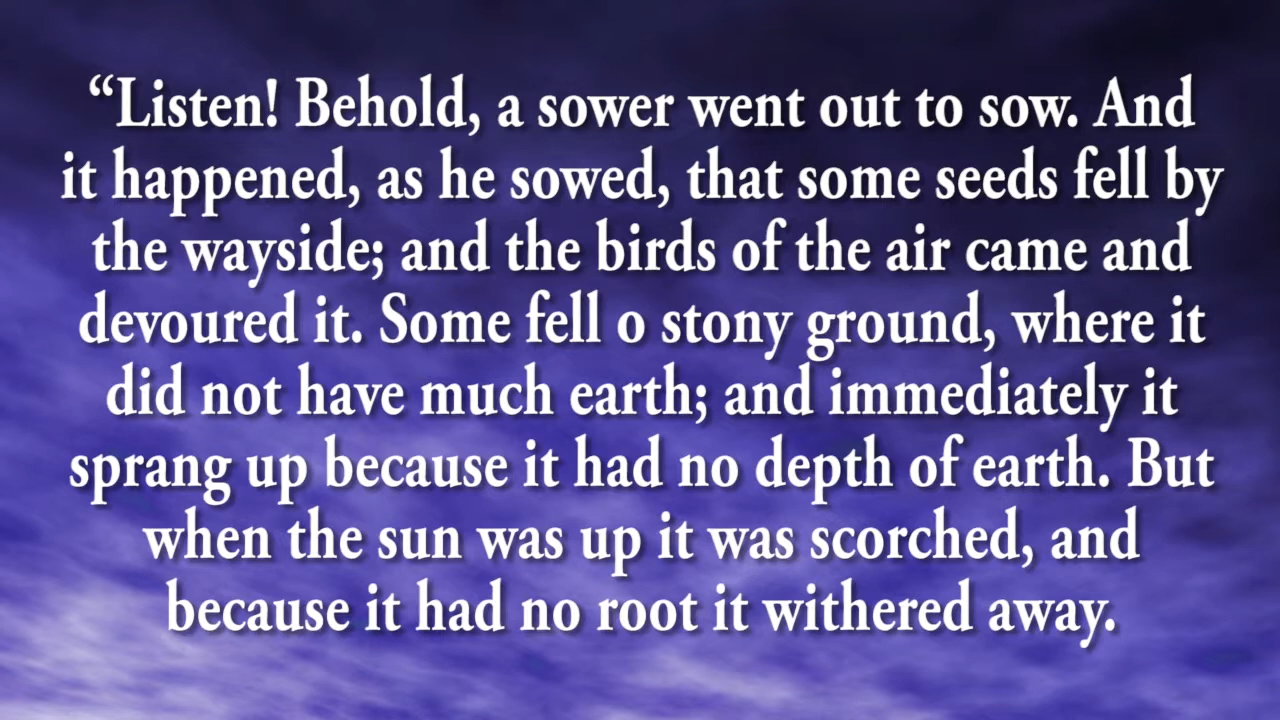 “Listen! Behold, a sower went out to sow. And
it happened, as he sowed, that some seeds fell by
the wayside; and the birds of the air came and
devoured it. Some fell o stony ground, where it
did not have much earth; and immediately it
sprang up because it had no depth of earth. But
when the sun was up it was scorched, and
because it had no root it withered away.